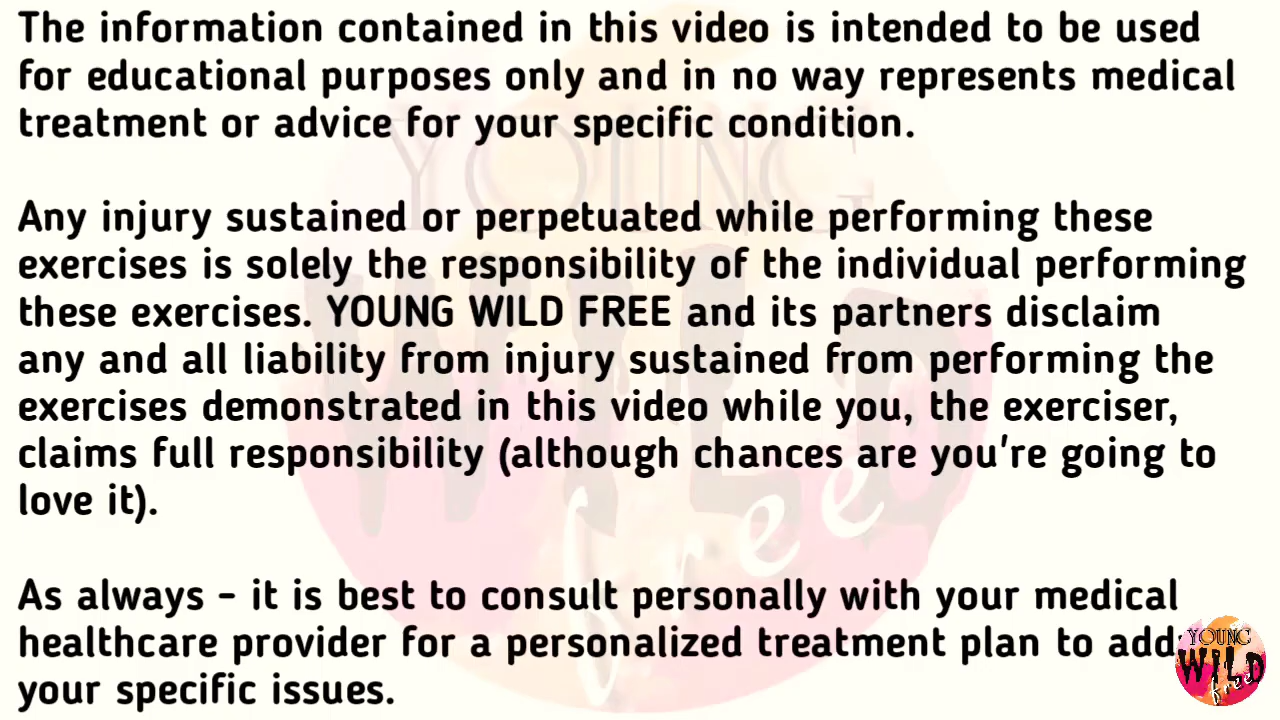 The information contained in this video is intended to be used
for educational purposes only and in no way represents medical
treatment or advice for your specific condition.
Any injury sustained or perpetuated while performing these
exercises is solely the responsibility of the individual performing
these exercises. YOUNG WILD FREE and its partners disclaim
any and all liability from injury sustained from performing the
exercises demonstrated in this video while you, the exerciser,
claims full responsibility (although chances are you're going to
love it).
As always - it is best to consult personally with your medical
healthcare provider for a personalized treatment plan to
your specific issues.
YOUNG
WILD
free
YOUNG
WILD
free